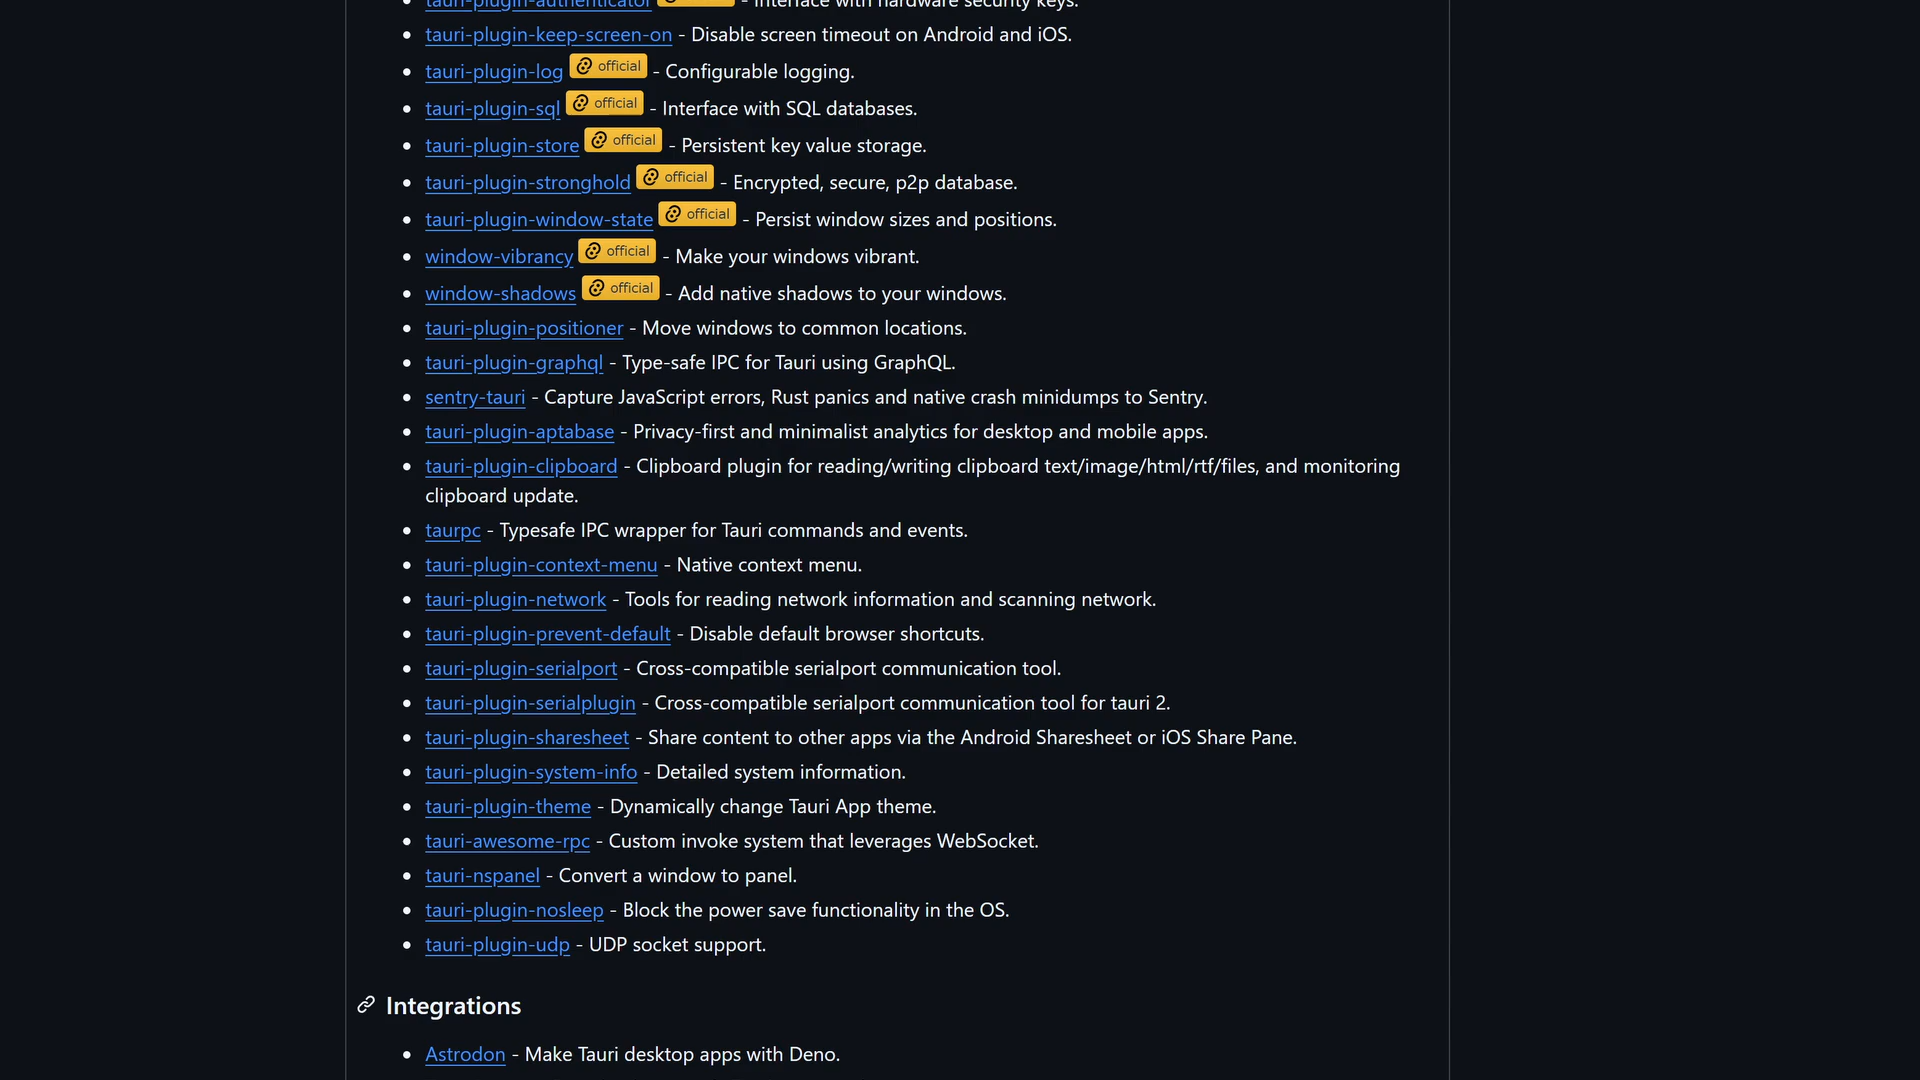 tauri-plugin-authenticator official - Interface with hardware security keys.
tauri-plugin-keep-screen-on - Disable screen timeout on Android and iOS.
tauri-plugin-log official - Configurable logging.
tauri-plugin-sql official - Interface with SQL databases.
tauri-plugin-store official - Persistent key value storage.
tauri-plugin-stronghold official - Encrypted, secure, p2p database.
tauri-plugin-window-state official - Persist window sizes and positions.
window-vibrancy official - Make your windows vibrant.
window-shadows official - Add native shadows to your windows.
tauri-plugin-positioner - Move windows to common locations.
tauri-plugin-graphql - Type-safe IPC for Tauri using GraphQL.
sentry-tauri - Capture JavaScript errors, Rust panics and native crash minidumps to Sentry.
tauri-plugin-aptabase - Privacy-first and minimalist analytics for desktop and mobile apps.
tauri-plugin-clipboard - Clipboard plugin for reading/writing clipboard text/image/html/rtf/files, and monitoring
clipboard update.
taurpc - Typesafe IPC wrapper for Tauri commands and events.
tauri-plugin-context-menu - Native context menu.
tauri-plugin-network - Tools for reading network information and scanning network.
tauri-plugin-prevent-default - Disable default browser shortcuts.
tauri-plugin-serialport - Cross-compatible serialport communication tool.
tauri-plugin-serialplugin - Cross-compatible serialport communication tool for tauri 2.
tauri-plugin-sharesheet - Share content to other apps via the Android Sharesheet or iOS Share Pane.
tauri-plugin-system-info - Detailed system information.
tauri-plugin-theme - Dynamically change Tauri App theme.
tauri-awesome-rpc - Custom invoke system that leverages WebSocket.
tauri-nspanel - Convert a window to panel.
tauri-plugin-nosleep - Block the power save functionality in the OS.
tauri-plugin-udp - UDP socket support.
Integrations
Astrodon - Make Tauri desktop apps with Deno.